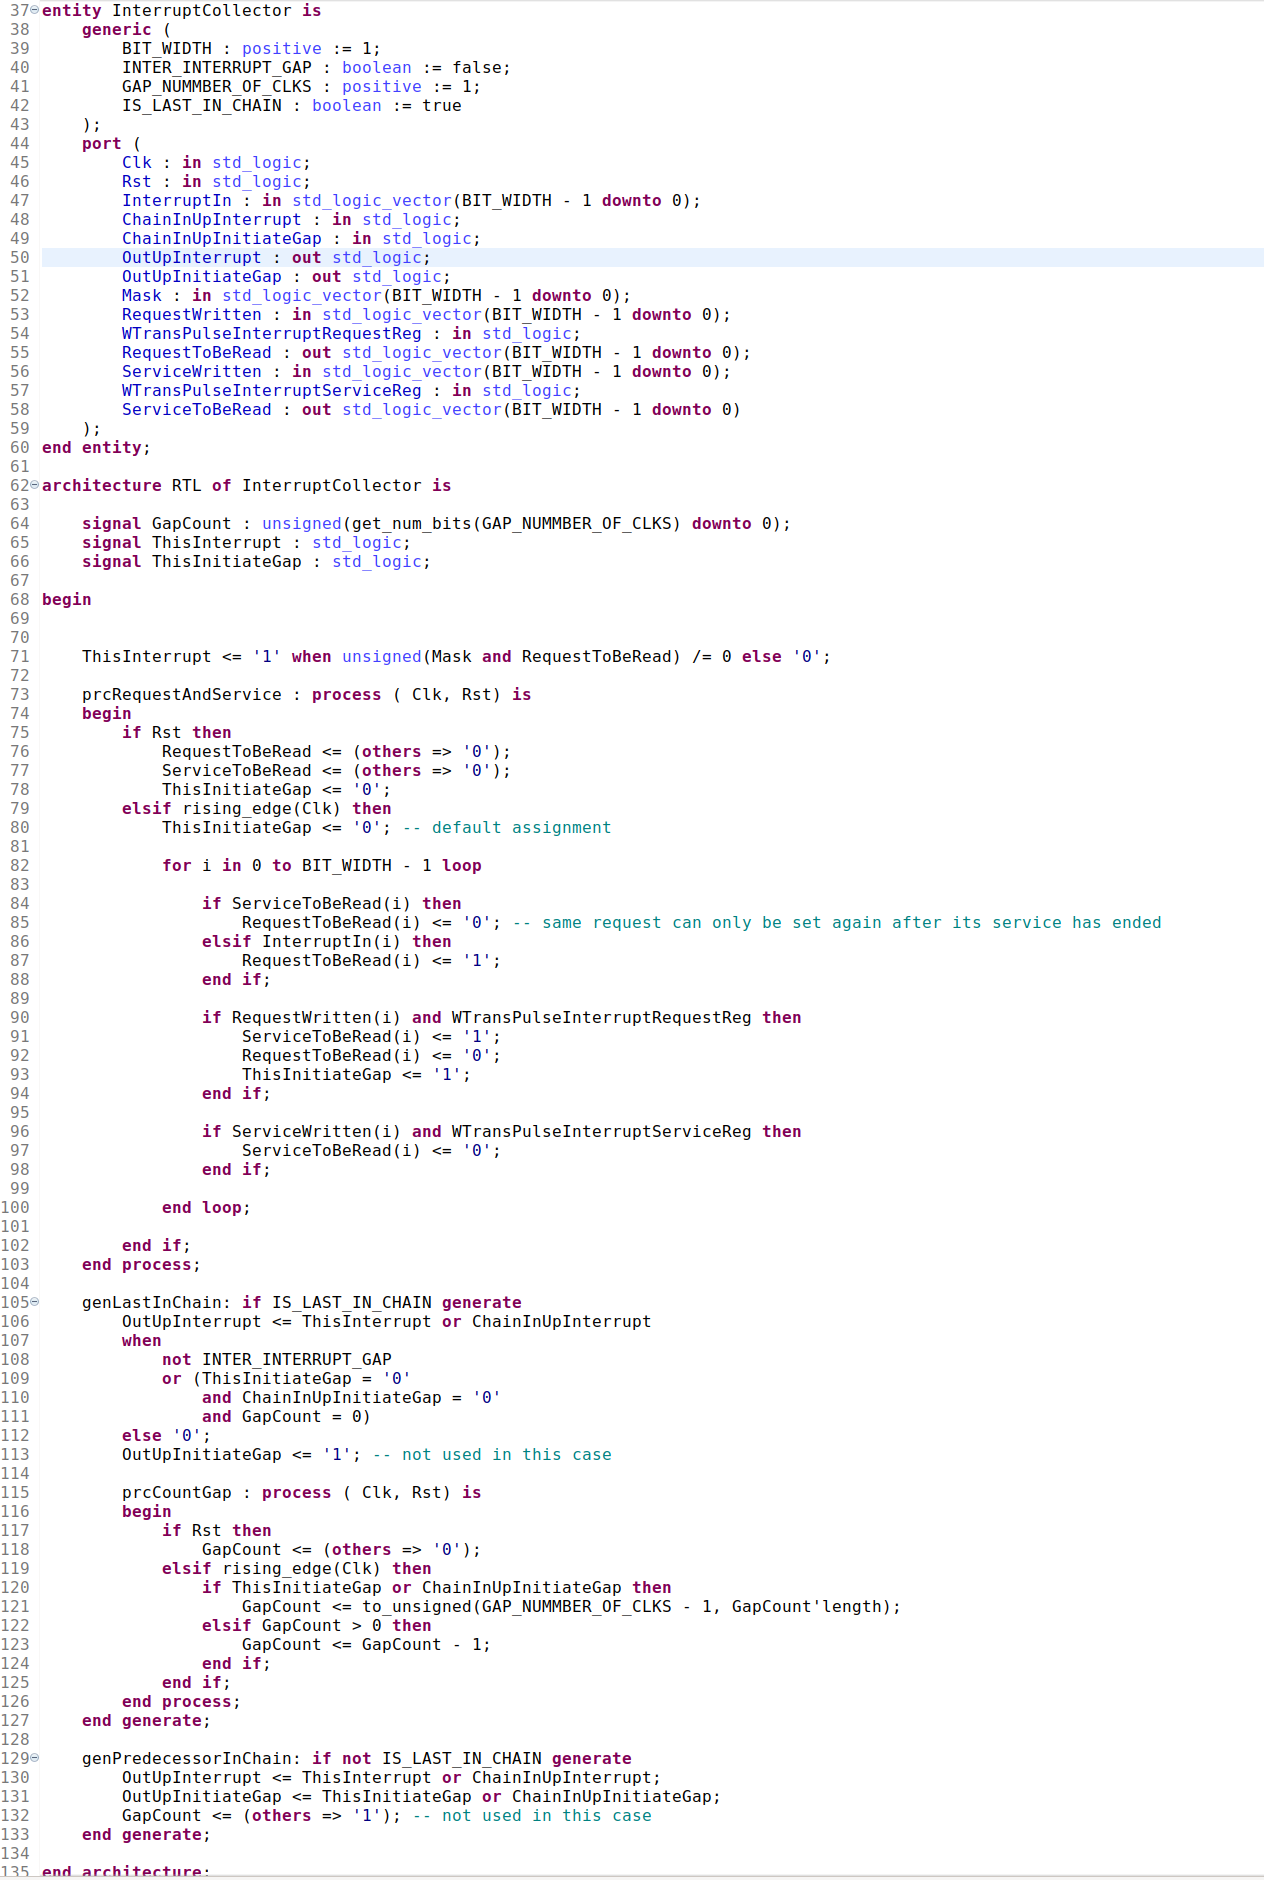 37 entity InterruptCollector is
38     generic (
39         BIT_WIDTH : positive := 1;
40         INTER_INTERRUPT_GAP : boolean := false;
41         GAP_NUMMBER_OF_CLKS : positive := 1;
42         IS_LAST_IN_CHAIN : boolean := true
43     );
44     port (
45         Clk : in std_logic;
46         Rst : in std_logic;
47         InterruptIn : in std_logic_vector(BIT_WIDTH - 1 downto 0);
48         ChainInUpInterrupt : in std_logic;
49         ChainInUpInitiateGap : in std_logic;
50         OutUpInterrupt : out std_logic;
51         OutUpInitiateGap : out std_logic;
52         Mask : in std_logic_vector(BIT_WIDTH - 1 downto 0);
53         RequestWritten : in std_logic_vector(BIT_WIDTH - 1 downto 0);
54         WTransPulseInterruptRequestReg : in std_logic;
55         RequestToBeRead : out std_logic_vector(BIT_WIDTH - 1 downto 0);
56         ServiceWritten : in std_logic_vector(BIT_WIDTH - 1 downto 0);
57         WTransPulseInterruptServiceReg : in std_logic;
58         ServiceToBeRead : out std_logic_vector(BIT_WIDTH - 1 downto 0)
59     );
60 end entity;
61
62 architecture RTL of InterruptCollector is
63
64     signal GapCount : unsigned(get_num_bits(GAP_NUMMBER_OF_CLKS) downto 0);
65     signal ThisInterrupt : std_logic;
66     signal ThisInitiateGap : std_logic;
67
68 begin
69
70
71     ThisInterrupt <= '1' when unsigned(Mask and RequestToBeRead) /= 0 else '0';
72
73     prcRequestAndService : process ( Clk, Rst) is
74     begin
75         if Rst then
76             RequestToBeRead <= (others => '0');
77             ServiceToBeRead <= (others => '0');
78             ThisInitiateGap <= '0';
79         elsif rising_edge(Clk) then
80             ThisInitiateGap <= '0'; -- default assignment
81
82             for i in 0 to BIT_WIDTH - 1 loop
83
84                 if ServiceToBeRead(i) then
85                     RequestToBeRead(i) <= '0'; -- same request can only be set again after its service has ended
86                 elsif InterruptIn(i) then
87                     RequestToBeRead(i) <= '1';
88                 end if;
89
90                 if RequestWritten(i) and WTransPulseInterruptRequestReg then
91                     ServiceToBeRead(i) <= '1';
92                     RequestToBeRead(i) <= '0';
93                     ThisInitiateGap <= '1';
94                 end if;
95
96                 if ServiceWritten(i) and WTransPulseInterruptServiceReg then
97                     ServiceToBeRead(i) <= '0';
98                 end if;
99
100             end loop;
101
102         end if;
103     end process;
104
105     genLastInChain: if IS_LAST_IN_CHAIN generate
106         OutUpInterrupt <= ThisInterrupt or ChainInUpInterrupt
107         when
108             not INTER_INTERRUPT_GAP
109             or (ThisInitiateGap = '0'
110                 and ChainInUpInitiateGap = '0'
111                 and GapCount = 0)
112         else '0';
113         OutUpInitiateGap <= '1'; -- not used in this case
114
115         prcCountGap : process ( Clk, Rst) is
116         begin
117             if Rst then
118                 GapCount <= (others => '0');
119             elsif rising_edge(Clk) then
120                 if ThisInitiateGap or ChainInUpInitiateGap then
121                     GapCount <= to_unsigned(GAP_NUMMBER_OF_CLKS - 1, GapCount'length);
122                 elsif GapCount > 0 then
123                     GapCount <= GapCount - 1;
124                 end if;
125             end if;
126         end process;
127     end generate;
128
129     genPredecessorInChain: if not IS_LAST_IN_CHAIN generate
130         OutUpInterrupt <= ThisInterrupt or ChainInUpInterrupt;
131         OutUpInitiateGap <= ThisInitiateGap or ChainInUpInitiateGap;
132         GapCount <= (others => '1'); -- not used in this case
133     end generate;
134
135 end architecture;